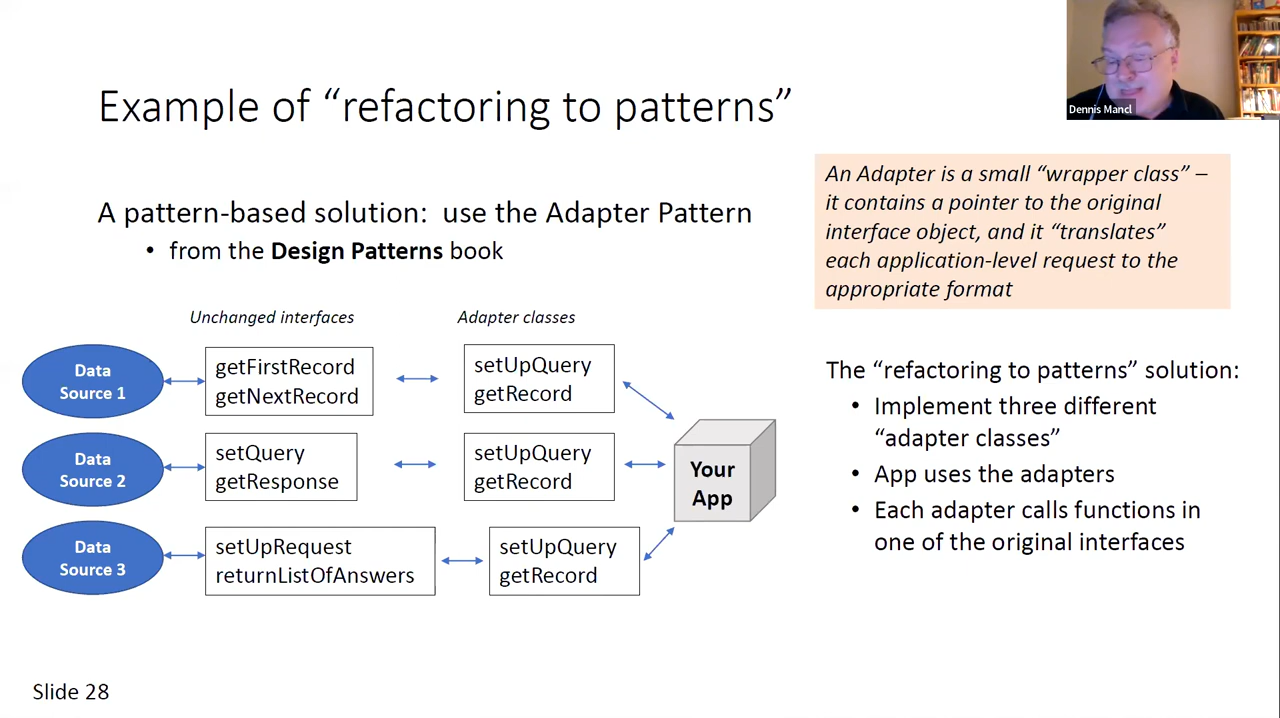 Dennis Mancl
Example of “refactoring to patterns”
A pattern-based solution:  use the Adapter Pattern
• from the Design Patterns book
An Adapter is a small “wrapper class” –
it contains a pointer to the original
interface object, and it “translates”
each application-level request to the
appropriate format
Unchanged interfaces
Adapter classes
Data
Source 1
getFirstRecord
getNextRecord
setUpQuery
getRecord
Data
Source 2
setQuery
getResponse
setUpQuery
getRecord
Data
Source 3
setUpRequest
returnListOfAnswers
setUpQuery
getRecord
Your
App
The “refactoring to patterns” solution:
• Implement three different
“adapter classes”
• App uses the adapters
• Each adapter calls functions in
one of the original interfaces
Slide 28